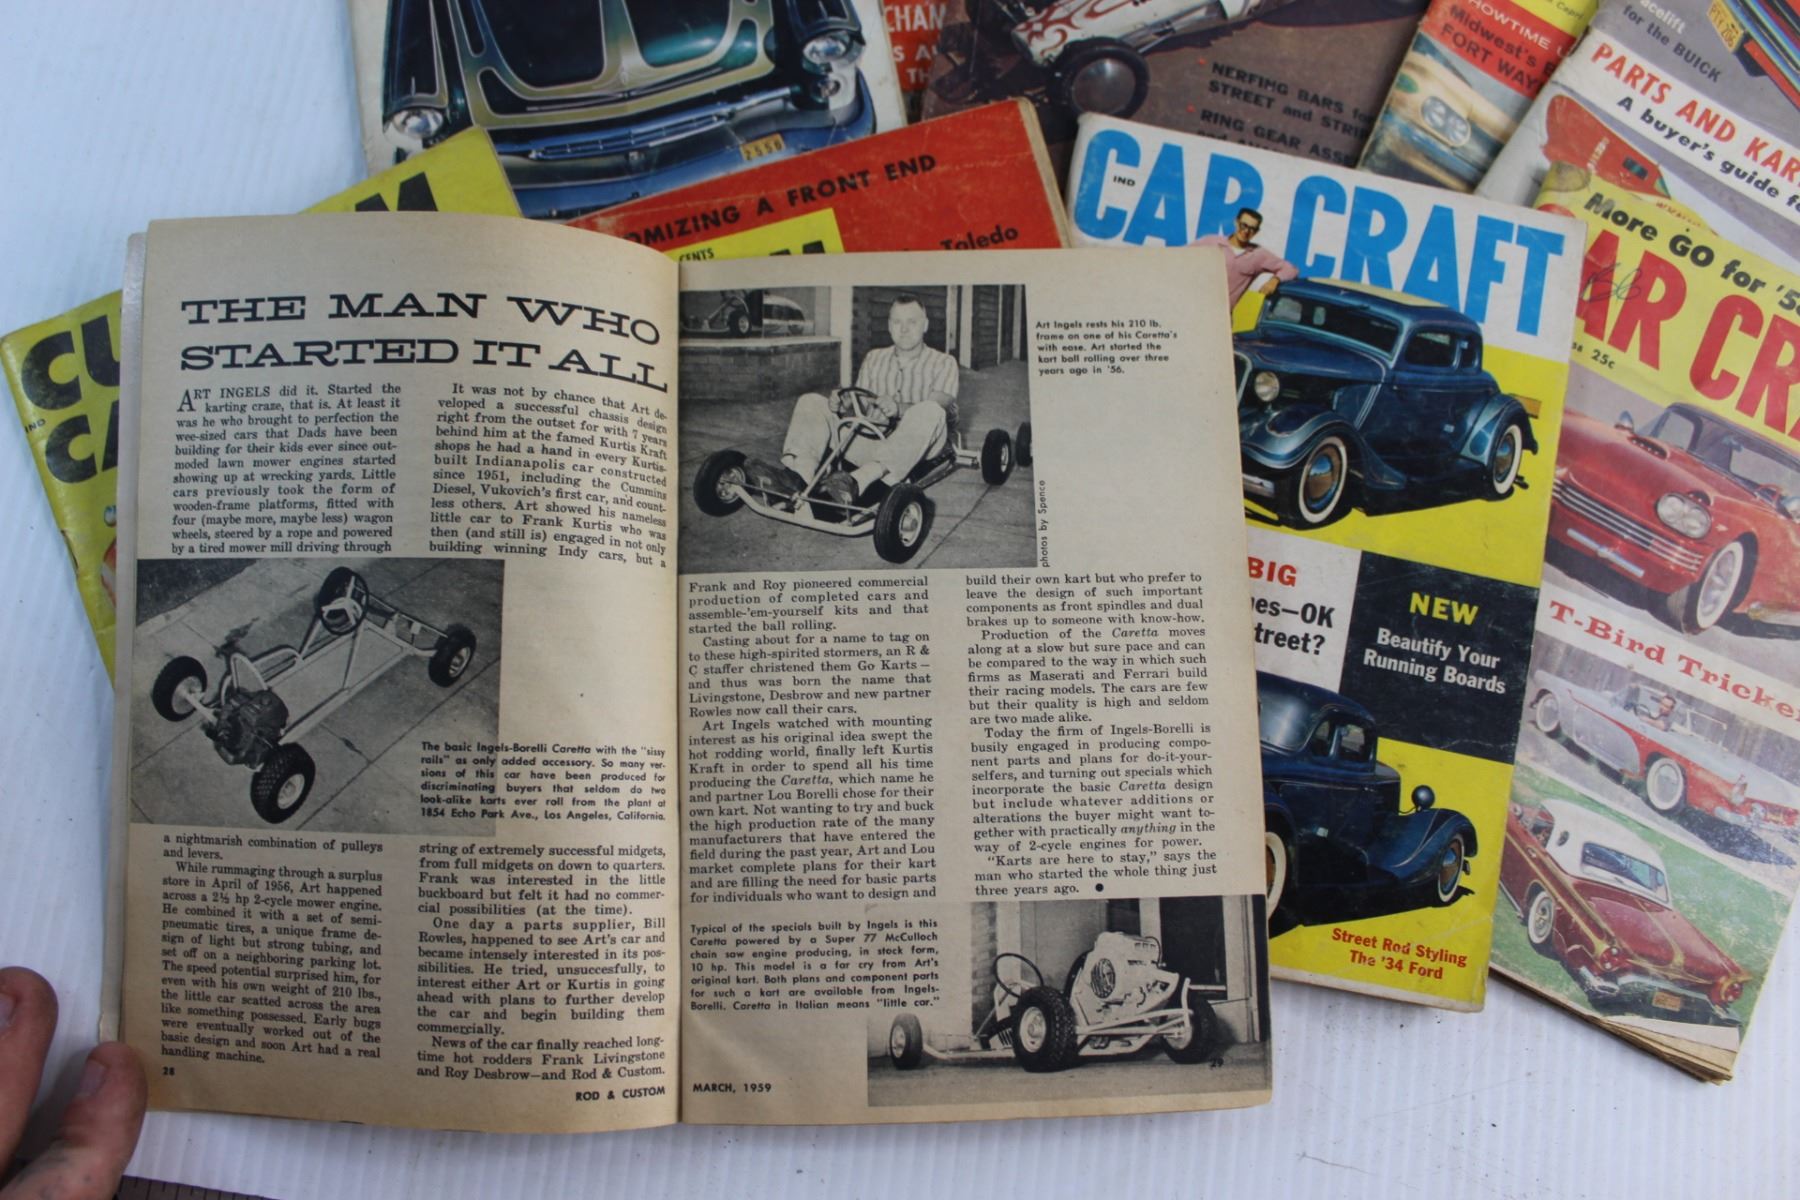 THE MAN WHO
STARTED IT ALL
ART INGELS did it. Started the
karting craze, that is. At least it
was he who brought to perfection the
wee-sized cars that Dads have been
building for their kids ever since out-
moded lawn mower engines started
showing up at wrecking yards. Little
cars previously took the form of
wooden-frame platforms, fitted with
four (maybe more, maybe less) wagon
wheels, steered by a rope and powered
by a tired mower mill driving through
a nightmarish combination of pulleys
and levers.
While rummaging through a surplus
store in April of 1956, Art happened
across a 2½ hp 2-cycle mower engine.
He combined it with a set of semi-
pneumatic tires, a unique frame de-
sign of light but strong tubing, and
set off on a neighboring parking lot.
The speed potential surprised him, for
even with his own weight of 210 lbs.,
the little car scatted across the area
like something possessed. Early bugs
were eventually worked out of the
basic design and soon Art had a real
handling machine.
28
It was not by chance that Art de-
veloped a successful chassis design
right from the outset for with 7 years
behind him at the famed Kurtis Kraft
shops he had a hand in every Kurtis-
built Indianapolis car constructed
since 1951, including the Cummins
Diesel, Vukovich's first car, and count-
less others. Art showed his nameless
little car to Frank Kurtis who was
then (and still is) engaged in not only
building winning Indy cars, but a
The basic Ingels-Borelli Caretta with the "sissy
rails" as only added accessory. So many ver-
sions of this car have been produced for
discriminating buyers that seldom do two
look-alike karts ever roll from the plant at
1854 Echo Park Ave., Los Angeles, California.
string of extremely successful midgets,
from full midgets on down to quarters.
Frank was interested in the little
buckboard but felt it had no commer-
cial possibilities (at the time).
One day a parts supplier, Bill
Rowles, happened to see Art's car and
became intensely interested in its pos-
sibilities. He tried, unsuccesfully, to
interest either Art or Kurtis in going
ahead with plans to further develop
the car and begin building them
commercially.
News of the car finally reached long-
time hot rodders Frank Livingstone
and Roy Desbrow—and Rod & Custom.
ROD & CUSTOM
Art Ingels rests his 210 lb.
frame on one of his Caretta's
with ease. Art started the
kart ball rolling over three
years ago in '56.
photos by Spence
Frank and Roy pioneered commercial
production of completed cars and
assemble-'em-yourself kits and that
started the ball rolling.
Casting about for a name to tag on
to these high-spirited stormers, an R &
C staffer christened them Go Karts —
and thus was born the name that
Livingstone, Desbrow and new partner
Rowles now call their cars.
Art Ingels watched with mounting
interest as his original idea swept the
hot rodding world, finally left Kurtis
Kraft in order to spend all his time
producing the Caretta, which name he
and partner Lou Borelli chose for their
own kart. Not wanting to try and buck
the high production rate of the many
manufacturers that have entered the
field during the past year, Art and Lou
market complete plans for their kart
and are filling the need for basic parts
for individuals who want to design and
build their own kart but who prefer to
leave the design of such important
components as front spindles and dual
brakes up to someone with know-how.
Production of the Caretta moves
along at a slow but sure pace and can
be compared to the way in which such
firms as Maserati and Ferrari build
their racing models. The cars are few
but their quality is high and seldom
are two made alike.
Today the firm of Ingels-Borelli is
busily engaged in producing compo-
nent parts and plans for do-it-your-
selfers, and turning out specials which
incorporate the basic Caretta design
but include whatever additions or
alterations the buyer might want to-
gether with practically anything in the
way of 2-cycle engines for power.
"Karts are here to stay," says the
man who started the whole thing just
three years ago. ●
Typical of the specials built by Ingels is this
Caretta powered by a Super 77 McCulloch
chain saw engine producing, in stock form,
10 hp. This model is a far cry from Art's
original kart. Both plans and component parts
for such a kart are available from Ingels-
Borelli. Caretta in Italian means "little car."
MARCH, 1959
29
2550
CHAN
NERFING BARS fo
STREET and STRIP
RING GEAR ASS
OMIZING A FRONT END
CENTS
Toledo
CU
CA
IND
CAR CRAFT
IND
BIG
nes—OK
treet?
NEW
Beautify Your
Running Boards
Street Rod Styling
The '34 Ford
HOWTIME U
Midwest's B
FORT WAY
facelift
for the BUICK
PARTS AND KAR
A buyer's guide fo
More GO for '5
AR CR
25c
T-Bird Tricke